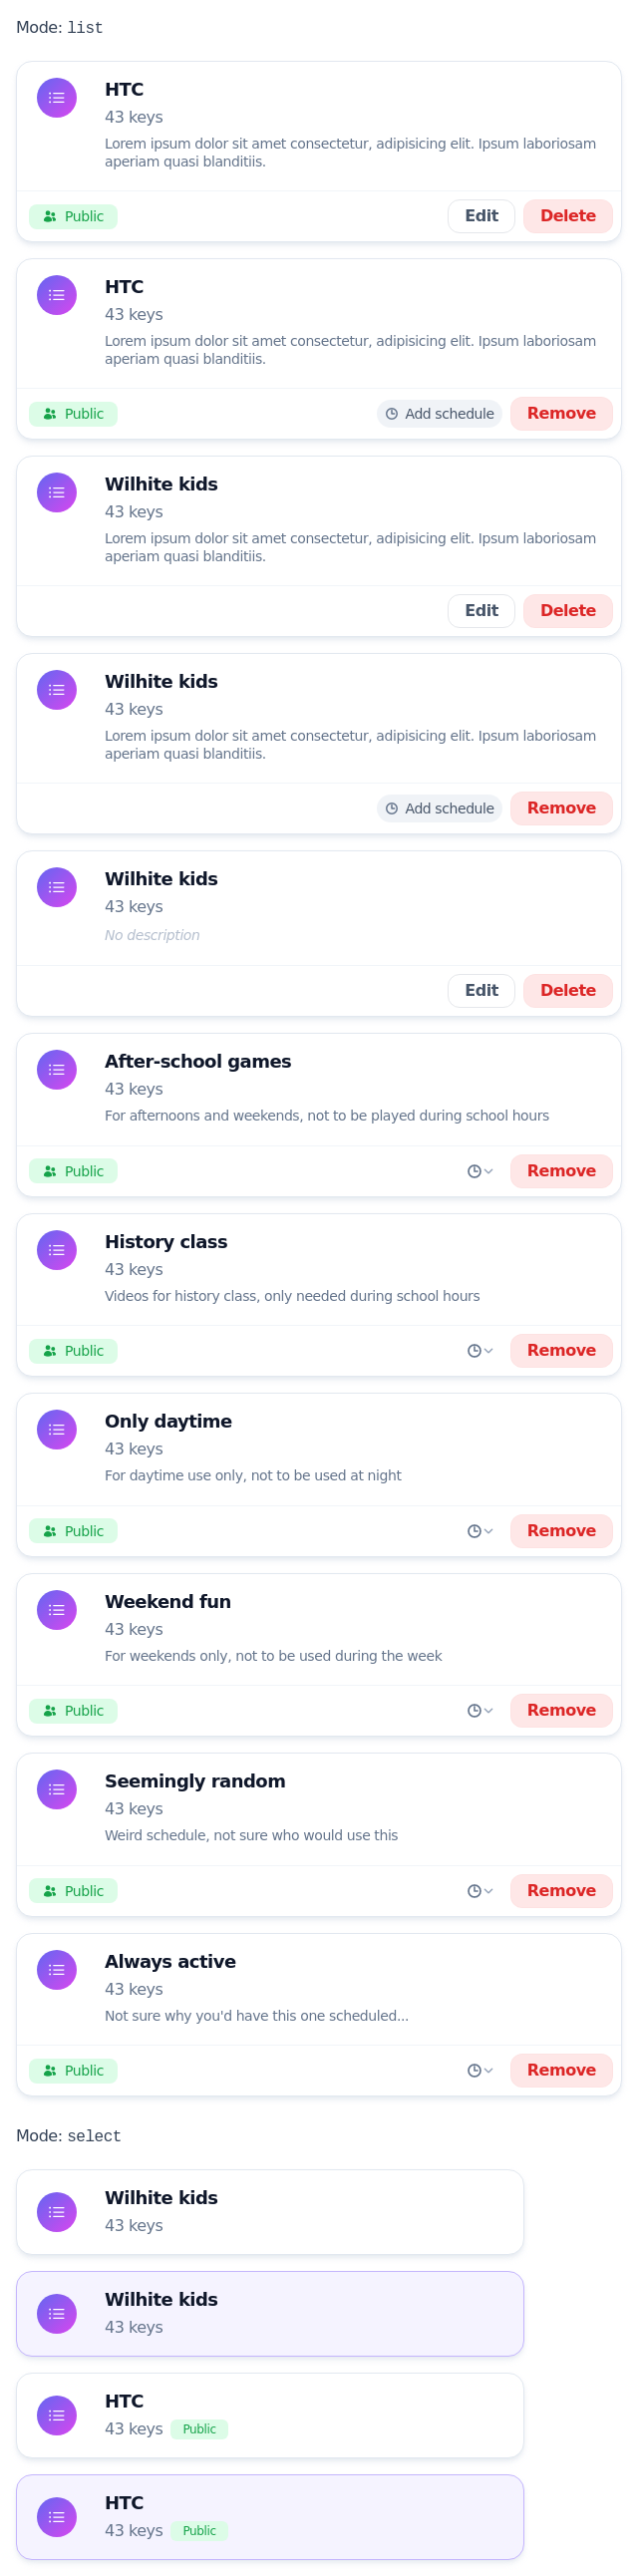 Mode: list
HTC
43 keys
Lorem ipsum dolor sit amet consectetur, adipisicing elit. Ipsum laboriosam
aperiam quasi blanditiis.
Public Edit Delete
HTC
43 keys
Lorem ipsum dolor sit amet consectetur, adipisicing elit. Ipsum laboriosam
aperiam quasi blanditiis.
Public Add schedule Remove
Wilhite kids
43 keys
Lorem ipsum dolor sit amet consectetur, adipisicing elit. Ipsum laboriosam
aperiam quasi blanditiis.
Edit Delete
Wilhite kids
43 keys
Lorem ipsum dolor sit amet consectetur, adipisicing elit. Ipsum laboriosam
aperiam quasi blanditiis.
Add schedule Remove
Wilhite kids
43 keys
No description
Edit Delete
After-school games
43 keys
For afternoons and weekends, not to be played during school hours
Public Remove
History class
43 keys
Videos for history class, only needed during school hours
Public Remove
Only daytime
43 keys
For daytime use only, not to be used at night
Public Remove
Weekend fun
43 keys
For weekends only, not to be used during the week
Public Remove
Seemingly random
43 keys
Weird schedule, not sure who would use this
Public Remove
Always active
43 keys
Not sure why you'd have this one scheduled...
Public Remove
Mode: select
Wilhite kids
43 keys
Wilhite kids
43 keys
HTC
43 keys Public
HTC
43 keys Public